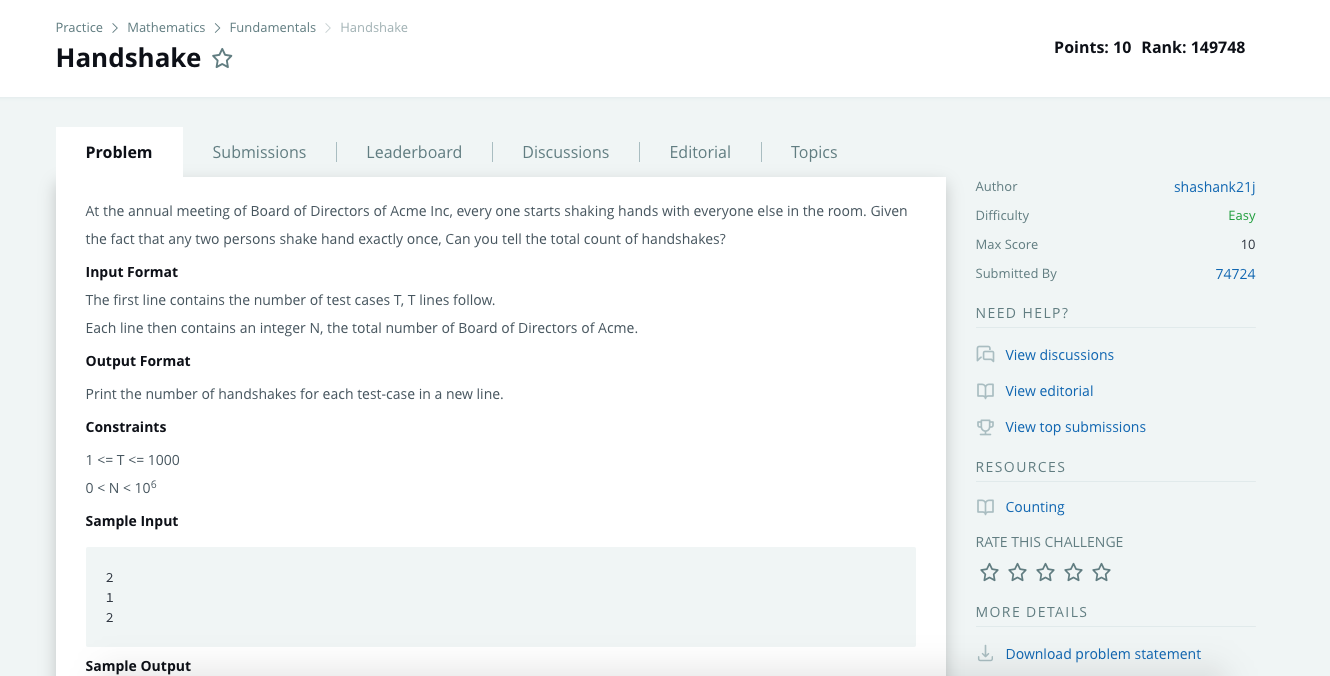 Practice > Mathematics > Fundamentals > Handshake
Handshake
Points: 10 Rank: 149748
Problem
Submissions
Leaderboard
Discussions
Editorial
Topics
At the annual meeting of Board of Directors of Acme Inc, every one starts shaking hands with everyone else in the room. Given
the fact that any two persons shake hand exactly once, Can you tell the total count of handshakes?
Input Format
The first line contains the number of test cases T, T lines follow.
Each line then contains an integer N, the total number of Board of Directors of Acme.
Output Format
Print the number of handshakes for each test-case in a new line.
Constraints
1 <= T <= 1000
0 < N < 10⁶
Sample Input
2
1
2
Sample Output
Author shashank21j
Difficulty Easy
Max Score 10
Submitted By 74724
NEED HELP?
View discussions
View editorial
View top submissions
RESOURCES
Counting
RATE THIS CHALLENGE
MORE DETAILS
Download problem statement